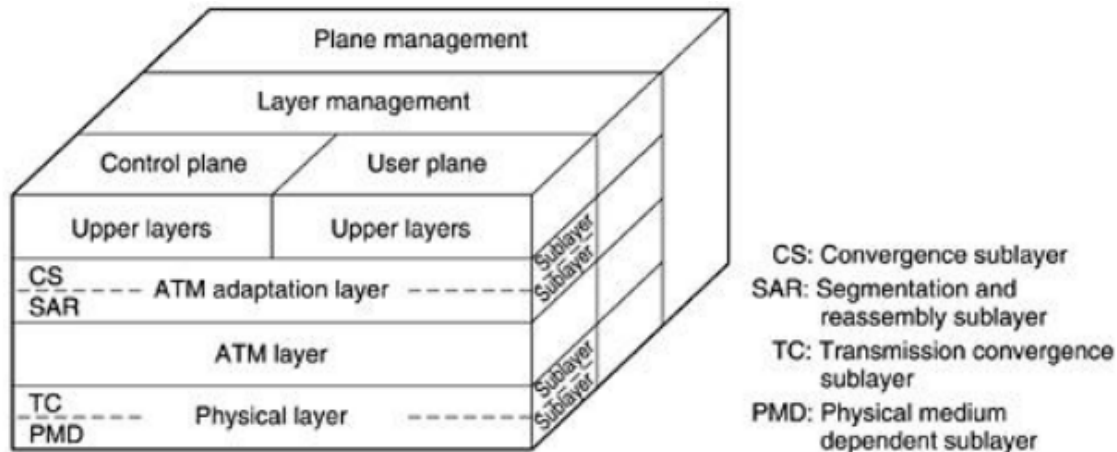 Plane management
Layer management
Control plane
User plane
Upper layers
Upper layers
CS
ATM adaptation layer
SAR
Sublayer
Sublayer
ATM layer
TC
Physical layer
PMD
Sublayer
Sublayer
CS: Convergence sublayer
SAR: Segmentation and
reassembly sublayer
TC: Transmission convergence
sublayer
PMD: Physical medium
dependent sublayer